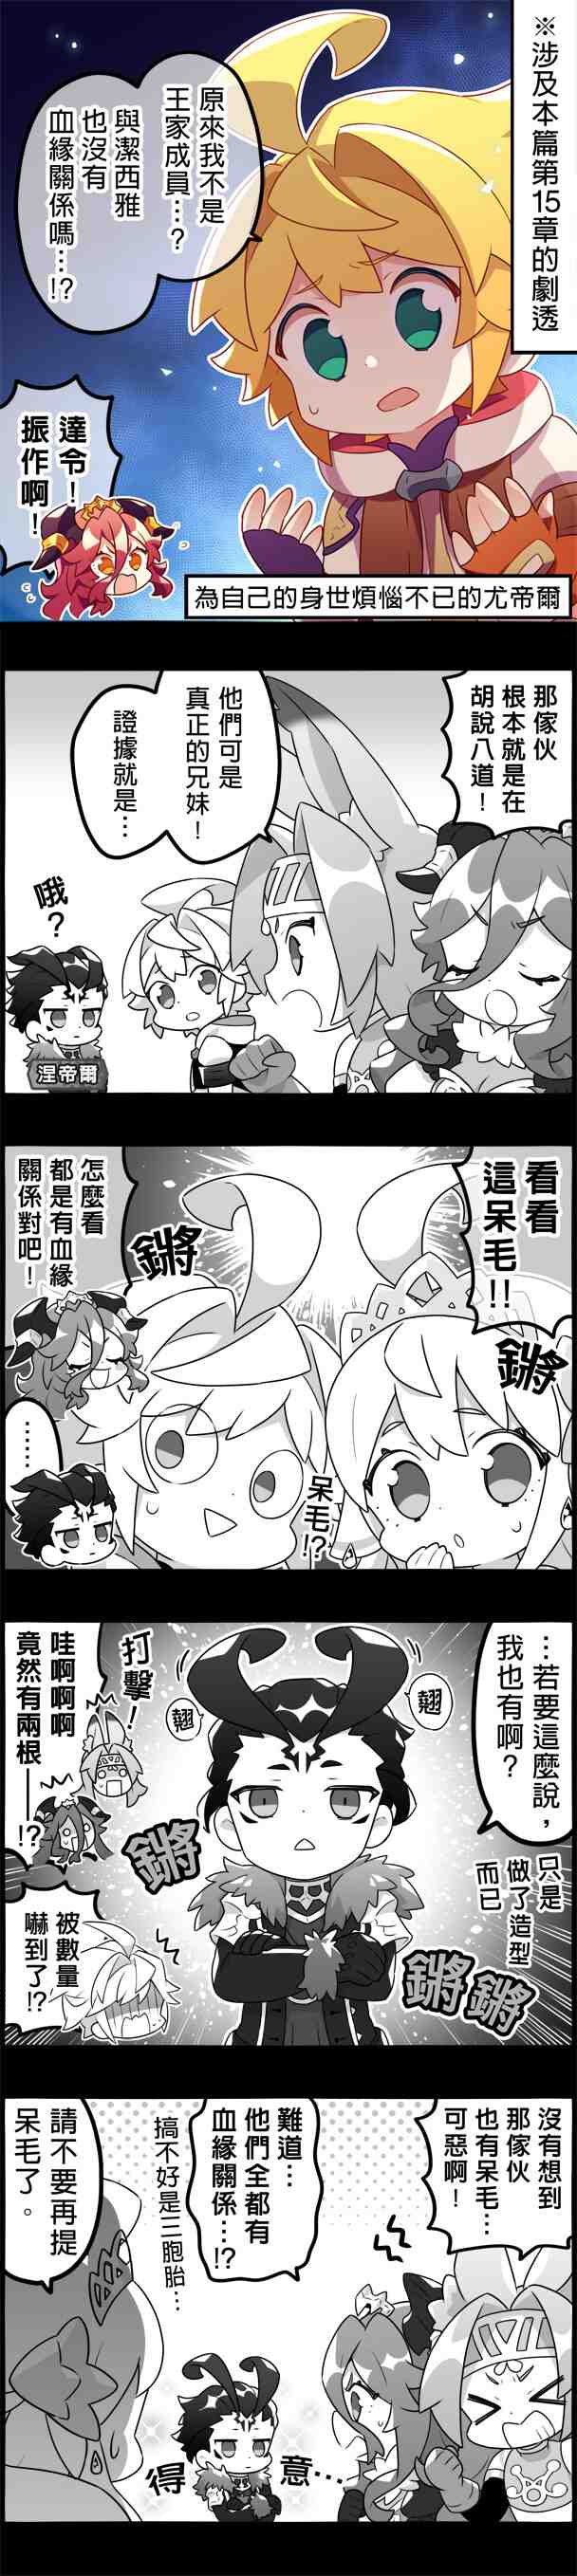 ※涉及本篇第15章的劇透
原來我不是
王家成員…?
與潔西雅
也沒有
血緣關係嗎…!?
達令!
振作啊!
為自己的身世煩惱不已的尤帝爾
那傢伙
根本就是在
胡說八道!
他們可是
真正的兄妹!
證據就是…
哦?
涅帝爾
看看
這呆毛!!
鏘
鏘
怎麼看
都是有血緣
關係對吧!
……
呆毛!?
…若要這麼說,
我也有啊?
只是
做了造型
而已
翹
翹
鏘
鏘鏘
打擊!
哇啊啊啊
竟然有兩根
——!?
被數量
嚇到了!?
沒有想到
那傢伙
也有呆毛…
可惡啊!
難道…
他們全都有
血緣關係…!?
搞不好是三胞胎…
請不要再提
呆毛了。
得意…